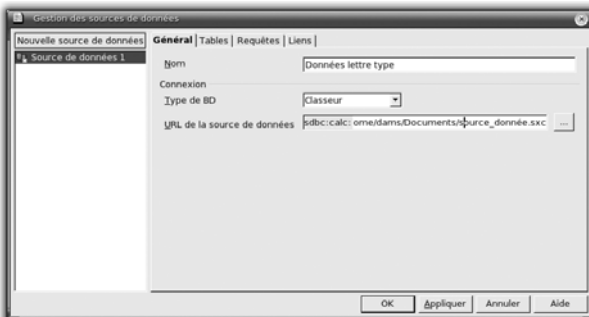 Gestion des sources de données
Nouvelle source de données
Source de données 1
Général Tables Requêtes Liens
Nom Données lettre type
Connexion
Type de BD Classeur
URL de la source de données sdbc:calc: ome/dams/Documents/source_donnée.sxc ...
OK Appliquer Annuler Aide